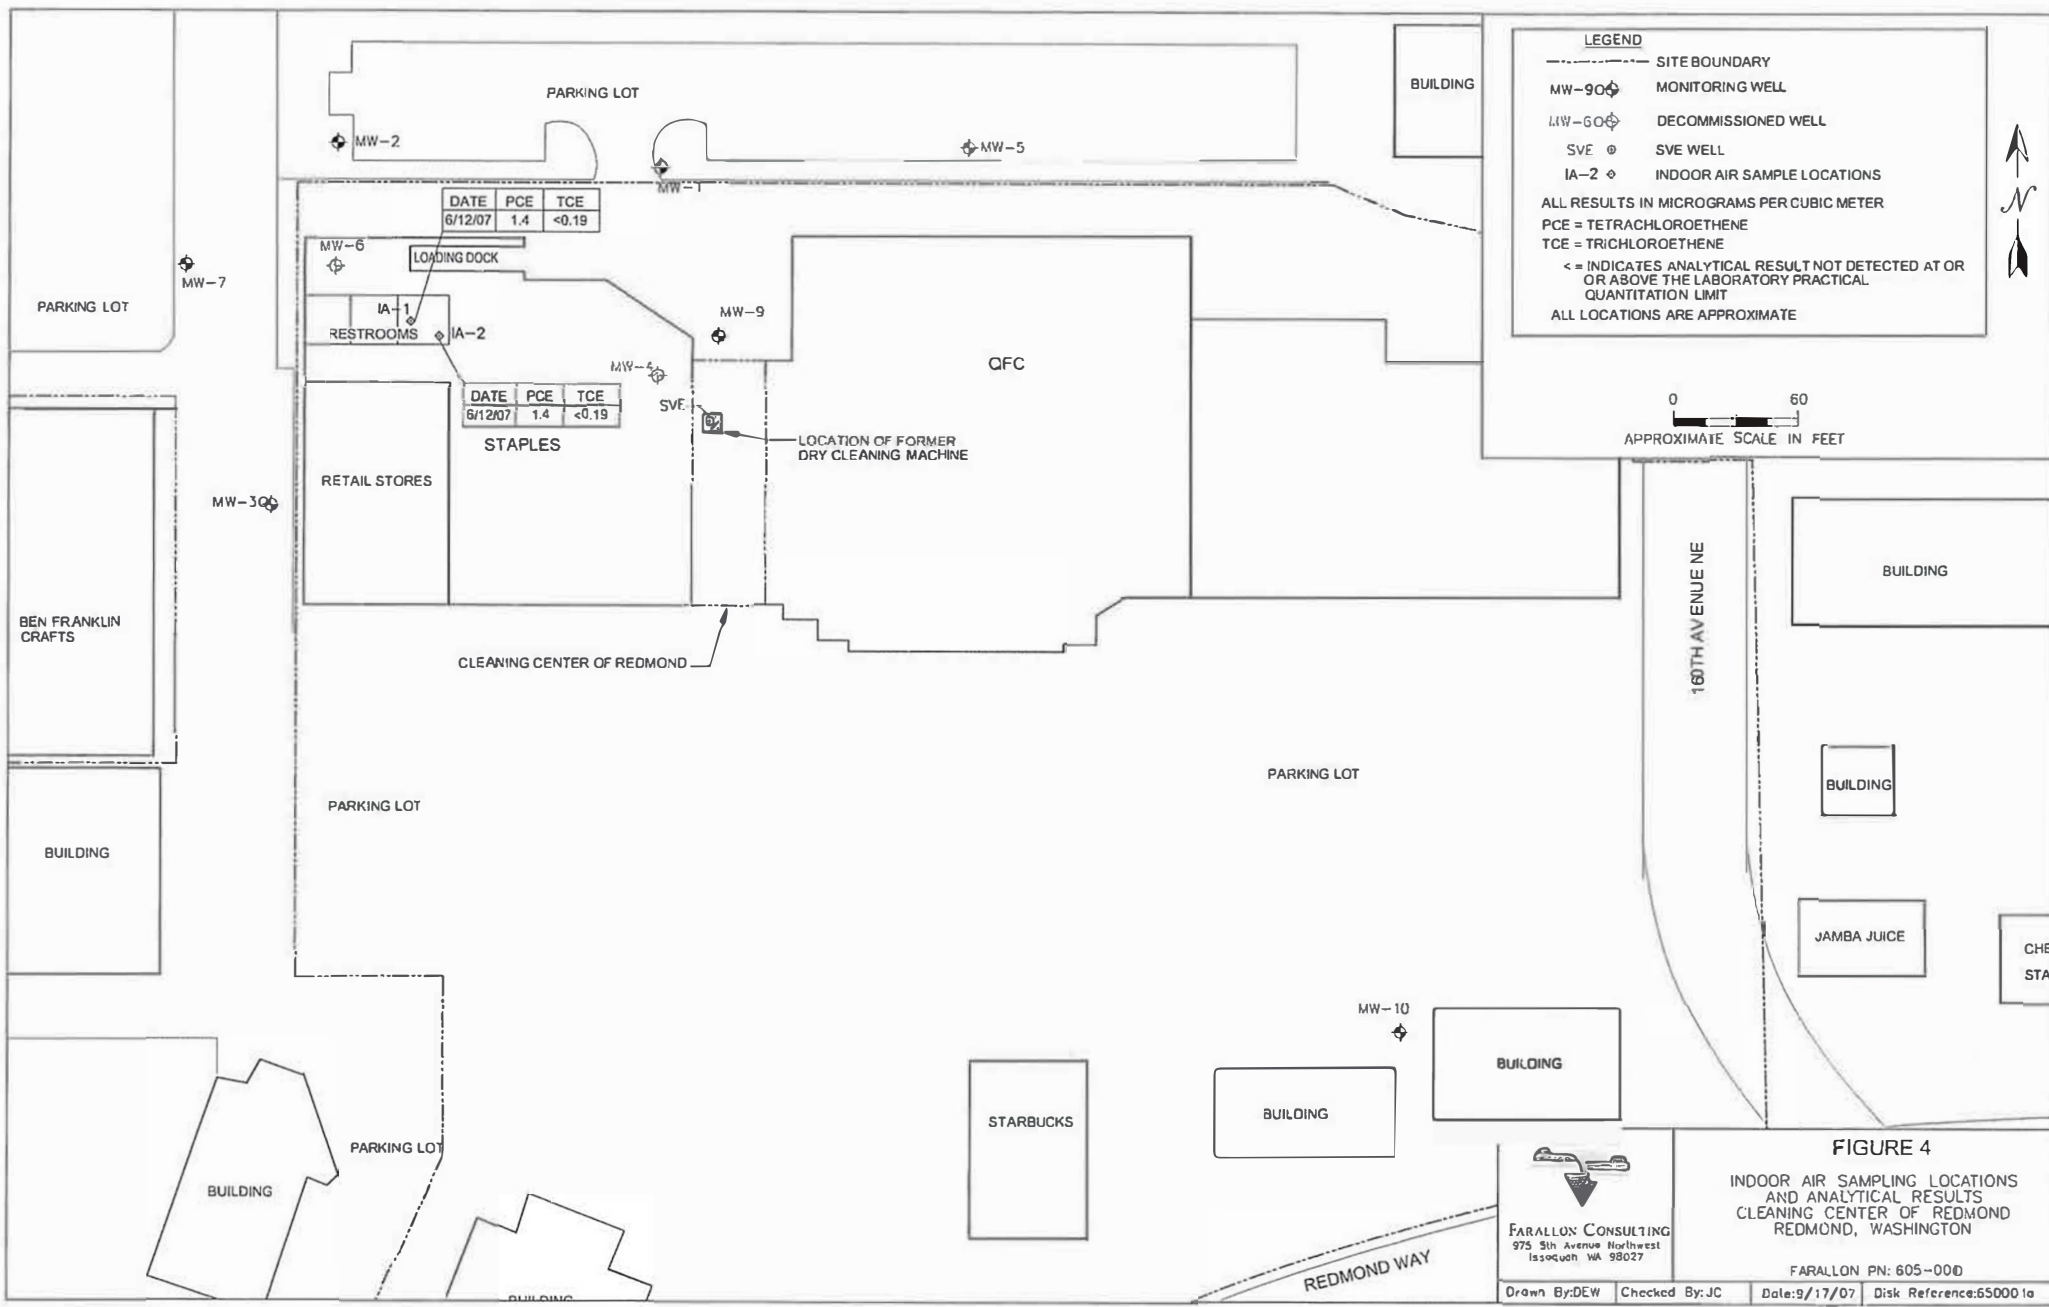 PARKING LOT
BUILDING
LEGEND
SITE BOUNDARY
MW-90 MONITORING WELL
MW-60 DECOMMISSIONED WELL
SVE SVE WELL
IA-2 INDOOR AIR SAMPLE LOCATIONS
ALL RESULTS IN MICROGRAMS PER CUBIC METER
PCE = TETRACHLOROETHENE
TCE = TRICHLOROETHENE
< = INDICATES ANALYTICAL RESULT NOT DETECTED AT OR
OR ABOVE THE LABORATORY PRACTICAL
QUANTITATION LIMIT
ALL LOCATIONS ARE APPROXIMATE
N
0 60
APPROXIMATE SCALE IN FEET
MW-2
MW-5
MW-1
DATE PCE TCE
6/12/07 1.4 <0.19
MW-6
LOADING DOCK
MW-7
PARKING LOT
IA-1
RESTROOMS
IA-2
MW-9
QFC
MW-4
DATE PCE TCE
6/12/07 1.4 <0.19
SVE
STAPLES
LOCATION OF FORMER
DRY CLEANING MACHINE
RETAIL STORES
MW-30
160TH AVENUE NE
BUILDING
BEN FRANKLIN
CRAFTS
CLEANING CENTER OF REDMOND
PARKING LOT
PARKING LOT
BUILDING
BUILDING
JAMBA JUICE
CHE
STA
MW-10
BUILDING
BUILDING
STARBUCKS
PARKING LOT
BUILDING
BUILDING
REDMOND WAY
FARALLON CONSULTING
975 5th Avenue Northwest
Issaquah WA 98027
FIGURE 4
INDOOR AIR SAMPLING LOCATIONS
AND ANALYTICAL RESULTS
CLEANING CENTER OF REDMOND
REDMOND, WASHINGTON
FARALLON PN: 605-000
Drawn By:DEW Checked By:JC Date:9/17/07 Disk Reference:650001a